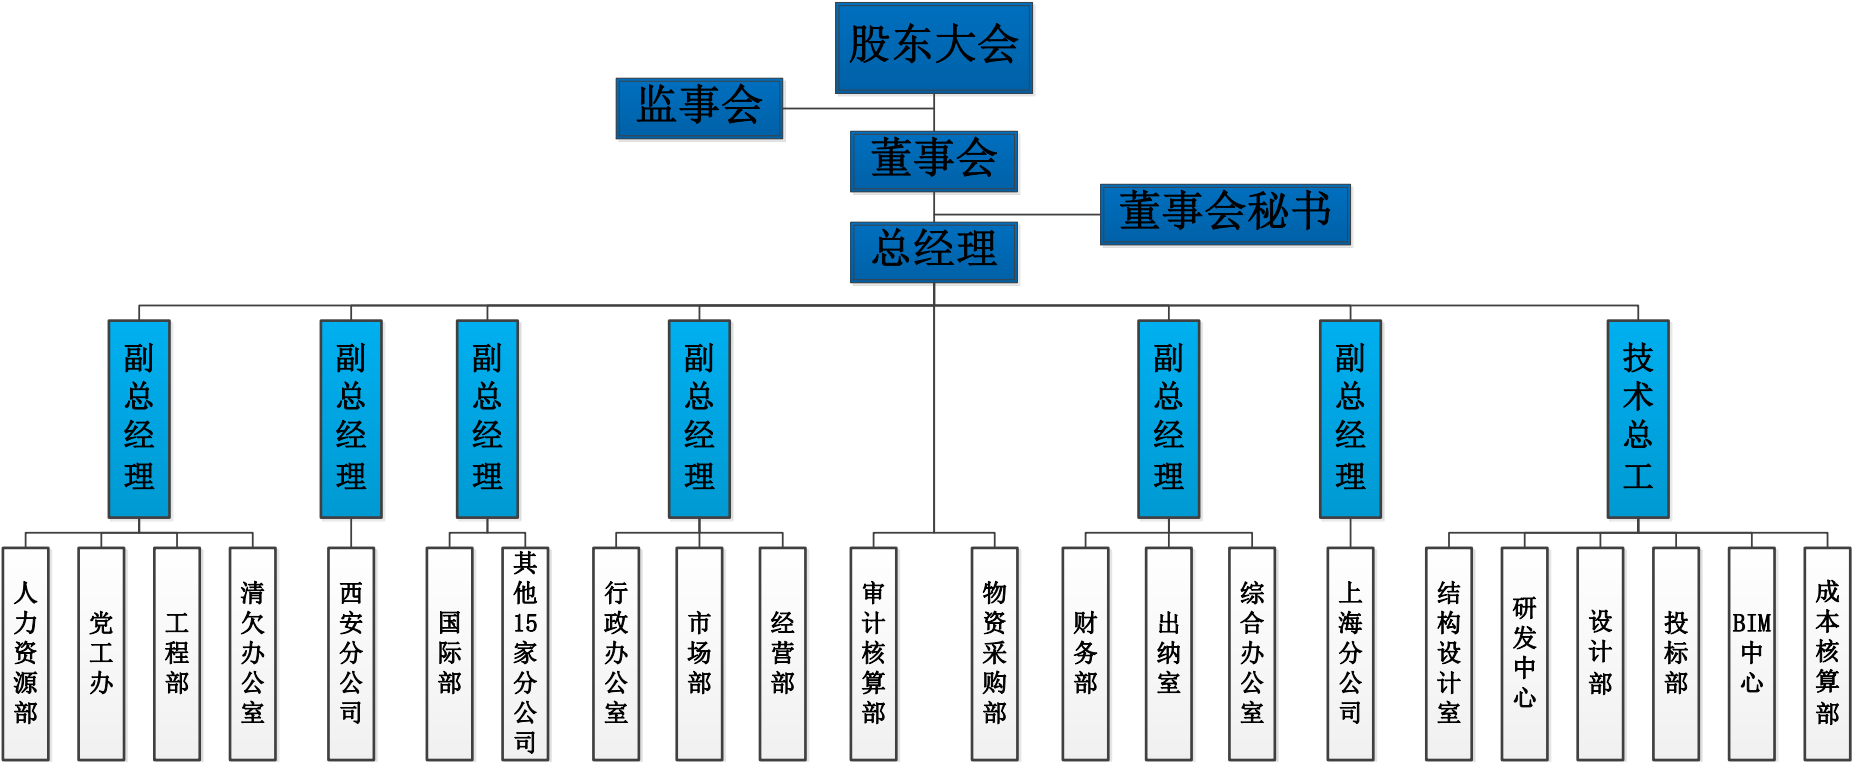 股东大会
监事会
董事会
董事会秘书
总经理
副总经理
副总经理
副总经理
副总经理
副总经理
副总经理
技术总工
人力资源部
党工办
工程部
清欠办公室
西安分公司
国际部
其他15家分公司
行政办公室
市场部
经营部
审计核算部
物资采购部
财务部
出纳室
综合办公室
上海分公司
结构设计室
研发中心
设计部
投标部
BIM中心
成本核算部